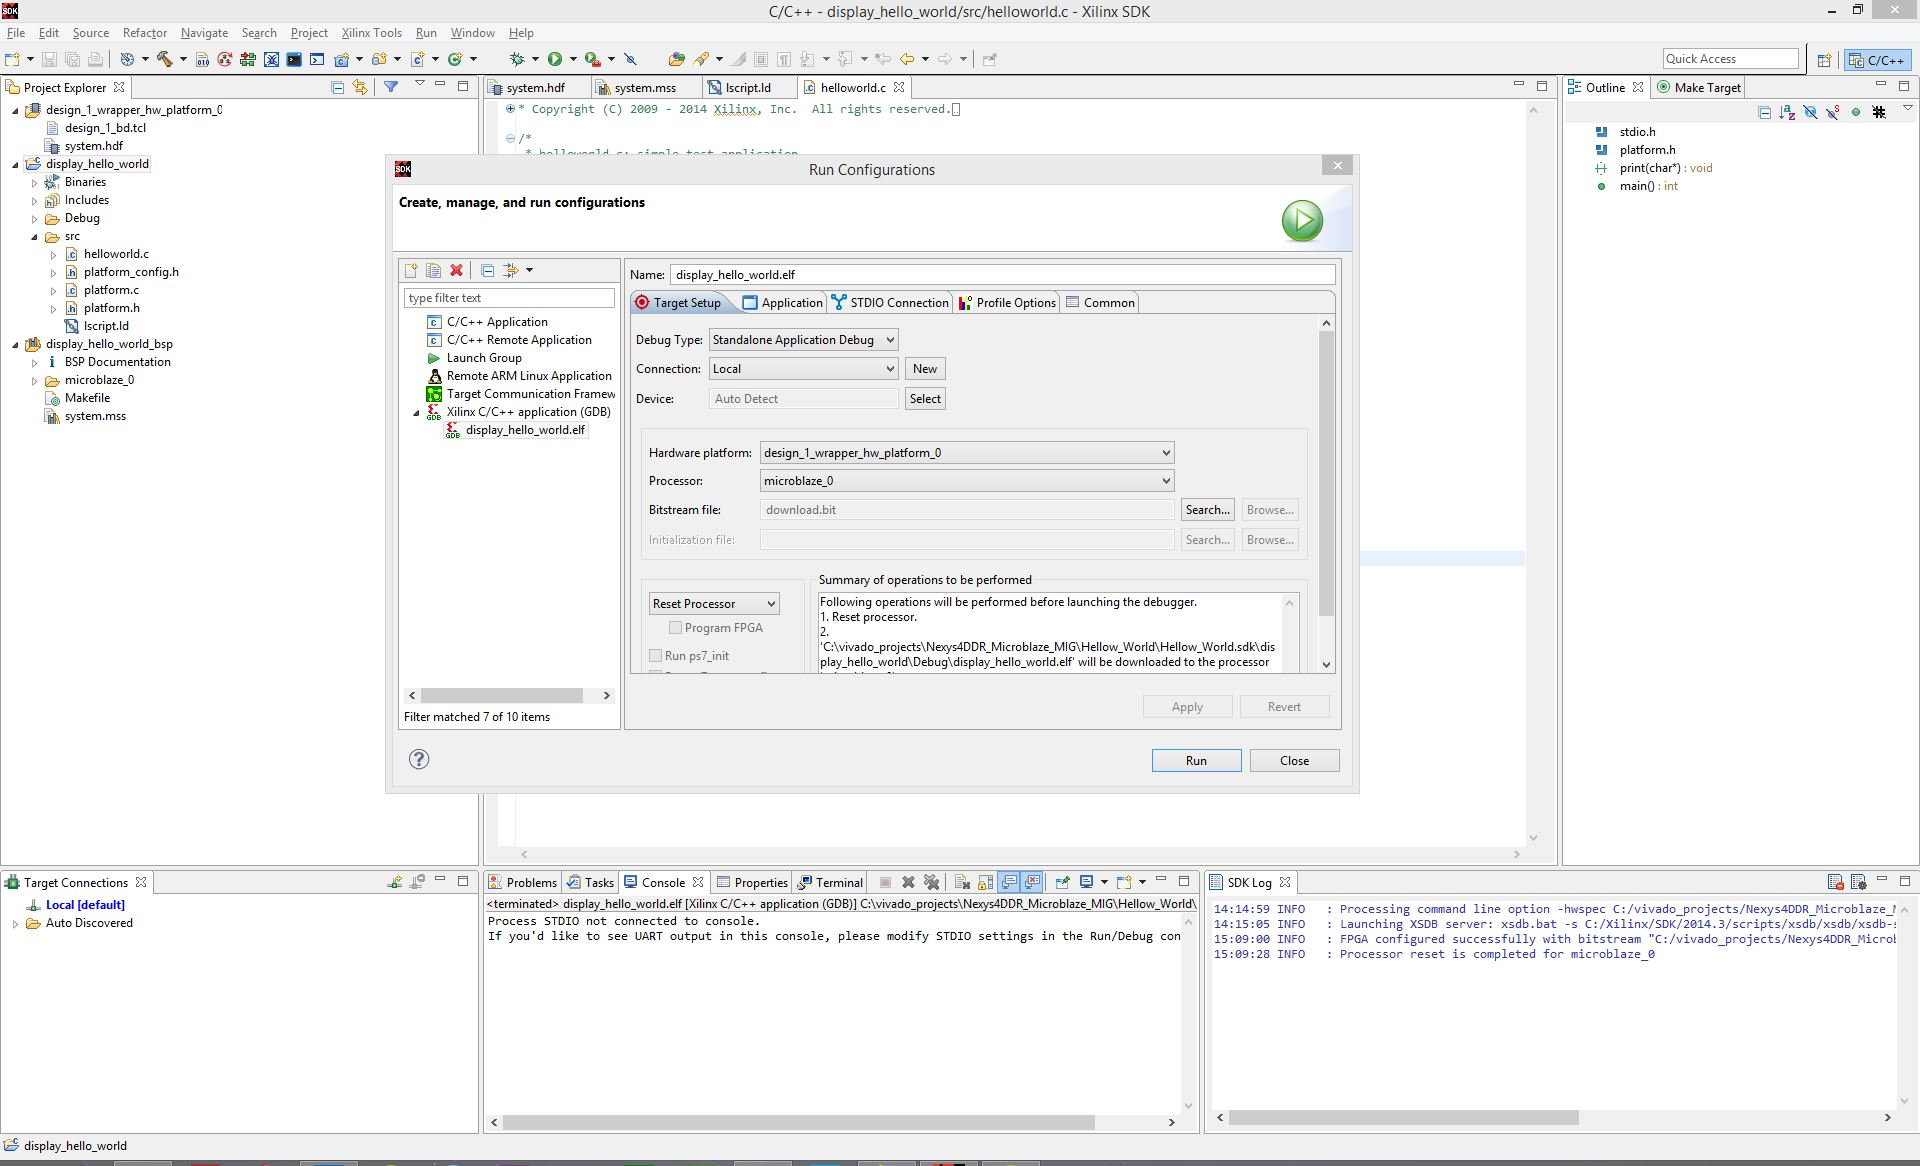 C/C++ - display_hello_world/src/helloworld.c - Xilinx SDK
File Edit Source Refactor Navigate Search Project Xilinx Tools Run Window Help
Quick Access
C/C++
Project Explorer
design_1_wrapper_hw_platform_0
design_1_bd.tcl
system.hdf
display_hello_world
Binaries
Includes
Debug
src
helloworld.c
platform_config.h
platform.c
platform.h
lscript.ld
display_hello_world_bsp
BSP Documentation
microblaze_0
Makefile
system.mss
system.hdf system.mss lscript.ld helloworld.c
* Copyright (C) 2009 - 2014 Xilinx, Inc. All rights reserved.
/*
* helloworld.c: simple test application
Outline Make Target
stdio.h
platform.h
print(char*) : void
main() : int
SDK
Run Configurations
Create, manage, and run configurations
type filter text
C/C++ Application
C/C++ Remote Application
Launch Group
Remote ARM Linux Application
Target Communication Framew
Xilinx C/C++ application (GDB)
display_hello_world.elf
Filter matched 7 of 10 items
Name: display_hello_world.elf
Target Setup Application STDIO Connection Profile Options Common
Debug Type: Standalone Application Debug
Connection: Local New
Device: Auto Detect Select
Hardware platform: design_1_wrapper_hw_platform_0
Processor: microblaze_0
Bitstream file: download.bit Search... Browse...
Initialization file: Search... Browse...
Reset Processor
Program FPGA
Run ps7_init
Summary of operations to be performed
Following operations will be performed before launching the debugger.
1. Reset processor.
2.
'C:\vivado_projects\Nexys4DDR_Microblaze_MIG\Hellow_World\Hellow_World.sdk\dis
play_hello_world\Debug\display_hello_world.elf' will be downloaded to the processor
Apply Revert
Run Close
Target Connections
Local [default]
Auto Discovered
Problems Tasks Console Properties Terminal
<terminated> display_hello_world.elf [Xilinx C/C++ application (GDB)] C:\vivado_projects\Nexys4DDR_Microblaze_MIG\Hellow_World\
Process STDIO not connected to console.
If you'd like to see UART output in this console, please modify STDIO settings in the Run/Debug con
SDK Log
14:14:59 INFO : Processing command line option -hwspec C:/vivado_projects/Nexys4DDR_Microblaze_
14:15:05 INFO : Launching XSDB server: xsdb.bat -s C:/Xilinx/SDK/2014.3/scripts/xsdb/xsdb/xsdb-s
15:09:00 INFO : FPGA configured successfully with bitstream "C:/vivado_projects/Nexys4DDR_Microb
15:09:28 INFO : Processor reset is completed for microblaze_0
display_hello_world